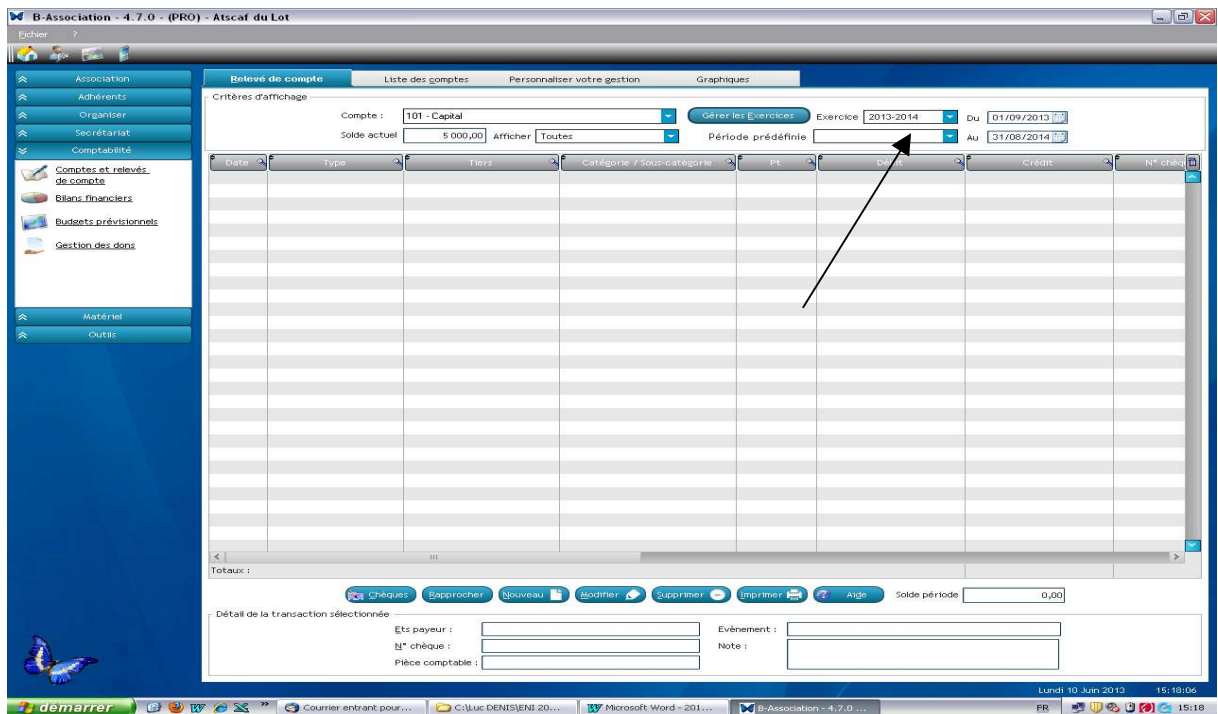 B-Association - 4.7.0 - (PRO) - Atscaf du Lot
Fichier ?
Association
Adhérents
Organiser
Secrétariat
Comptabilité
Comptes et relevés
de compte
Bilans financiers
Budgets prévisionnels
Gestion des dons
Matériel
Outils
Relevé de compte Liste des comptes Personnaliser votre gestion Graphiques
Critères d'affichage
Compte : 101 - Capital Gérer les Exercices Exercice 2013-2014 Du 01/09/2013
Solde actuel 5 000,00 Afficher Toutes Période prédéfinie Au 31/08/2014
Date Type Tiers Catégorie / Sous-catégorie Pt Débit Crédit N° chèq
Totaux :
Chèques Rapprocher Nouveau Modifier Supprimer Imprimer Aide Solde période 0,00
Détail de la transaction sélectionnée
Ets payeur : Evènement :
N° chèque : Note :
Pièce comptable :
Lundi 10 Juin 2013 15:18:06
démarrer Courrier entrant pour... C:\Luc DENIS\ENI 20... Microsoft Word - 201... B-Association - 4.7.0 ... FR 15:18